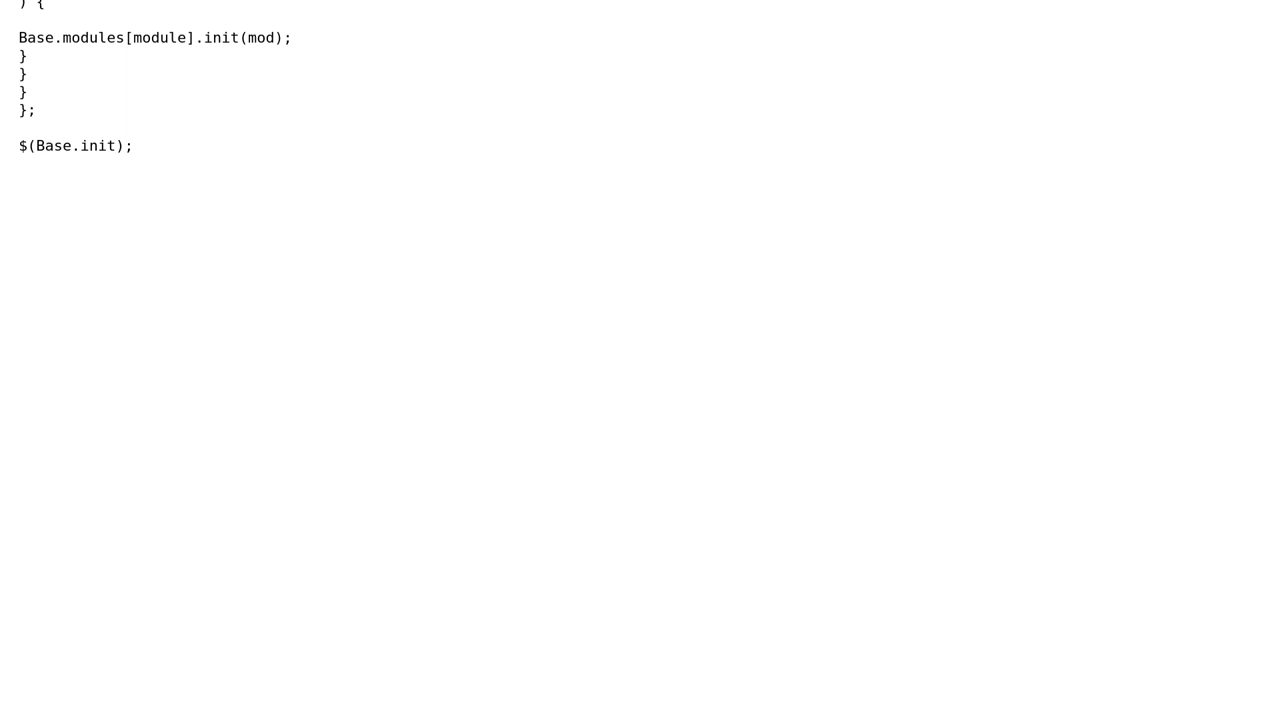 ) {
Base.modules[module].init(mod);
}
}
}
};
$(Base.init);